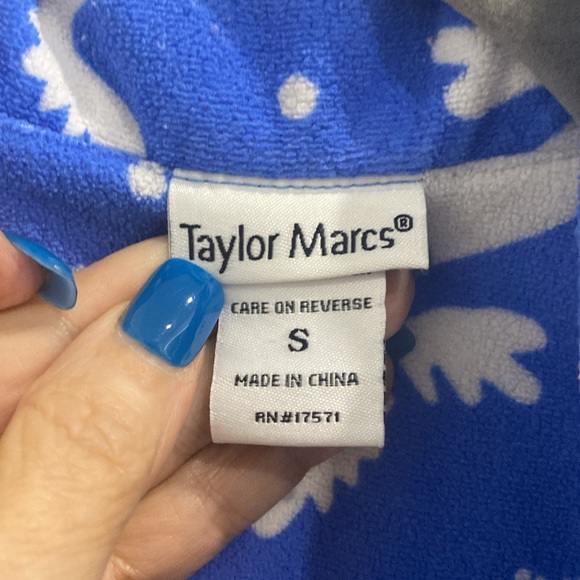 Taylor Marcs®
CARE ON REVERSE
S
MADE IN CHINA
RN#17571